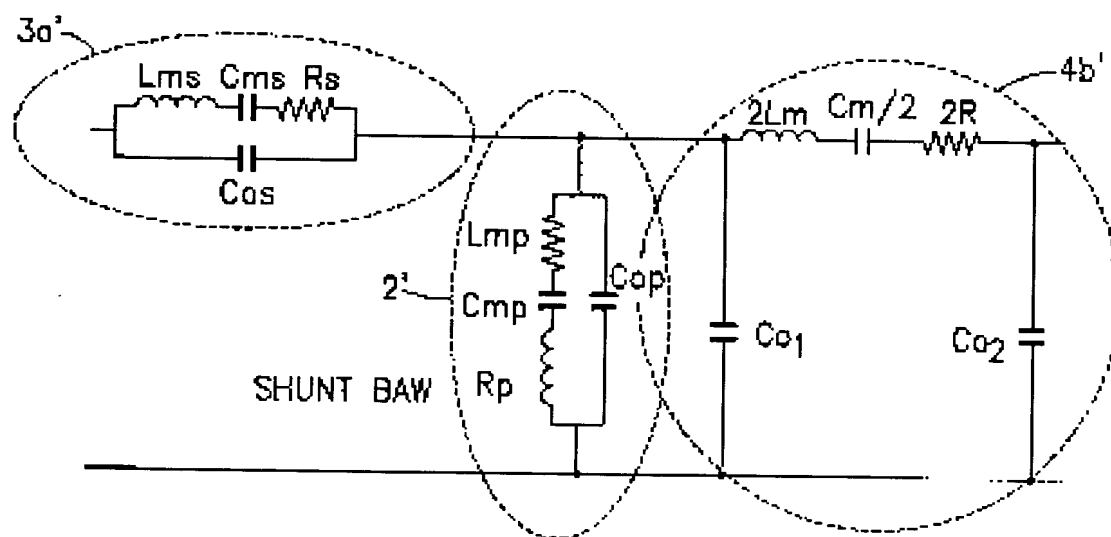 3a'
4b'
Lms Cms Rs
2Lm Cm/2 2R
Cos
Lmp
Cop
2'
Cmp
Co1
Co2
SHUNT BAW
Rp